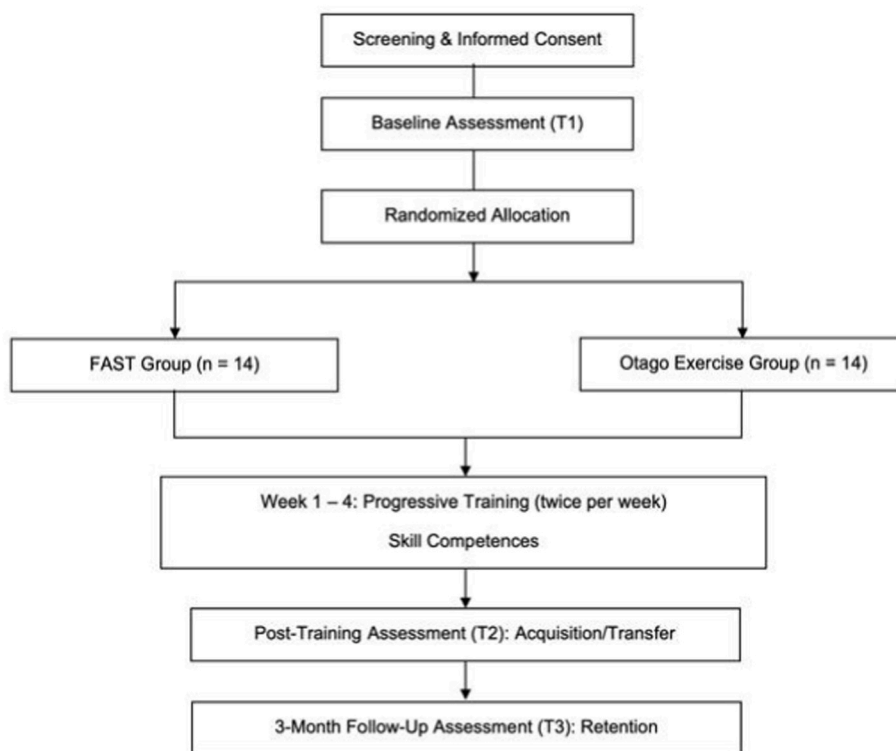 Screening & Informed Consent
Baseline Assessment (T1)
Randomized Allocation
FAST Group (n = 14)
Otago Exercise Group (n = 14)
Week 1 – 4: Progressive Training (twice per week)
Skill Competences
Post-Training Assessment (T2): Acquisition/Transfer
3-Month Follow-Up Assessment (T3): Retention